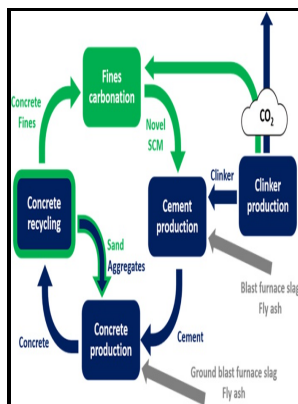 Fines
carbonation
CO2
Concrete
Fines
Novel
SCM
Clinker
Clinker
production
Concrete
recycling
Cement
production
Sand
Aggregates
Blast furnace slag
Fly ash
Concrete
Concrete
production
Cement
Ground blast furnace slag
Fly ash